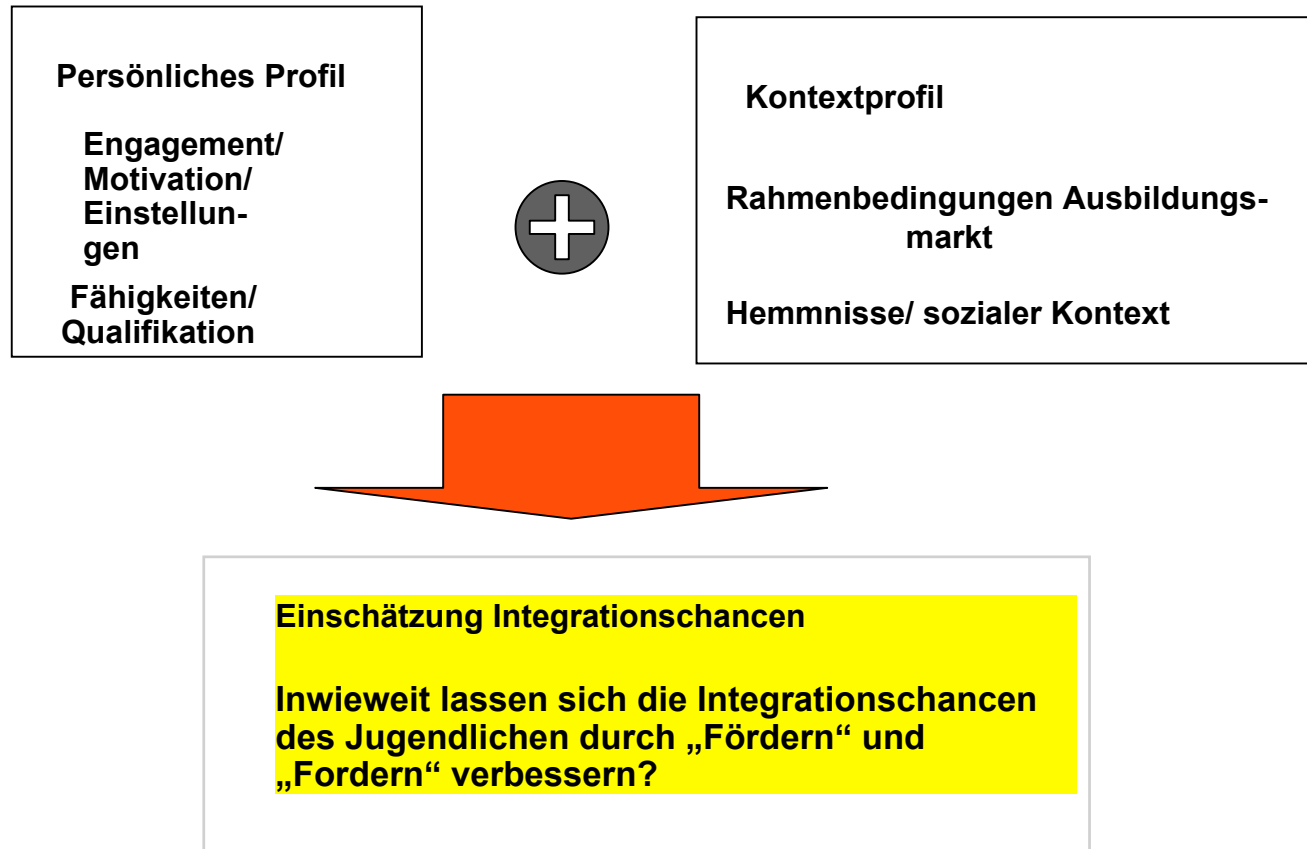 Persönliches Profil
Engagement/
Motivation/
Einstellun-
gen
Fähigkeiten/
Qualifikation
Kontextprofil
Rahmenbedingungen Ausbildungs-
markt
Hemmnisse/ sozialer Kontext
Einschätzung Integrationschancen
Inwieweit lassen sich die Integrationschancen
des Jugendlichen durch „Fördern“ und
„Fordern“ verbessern?